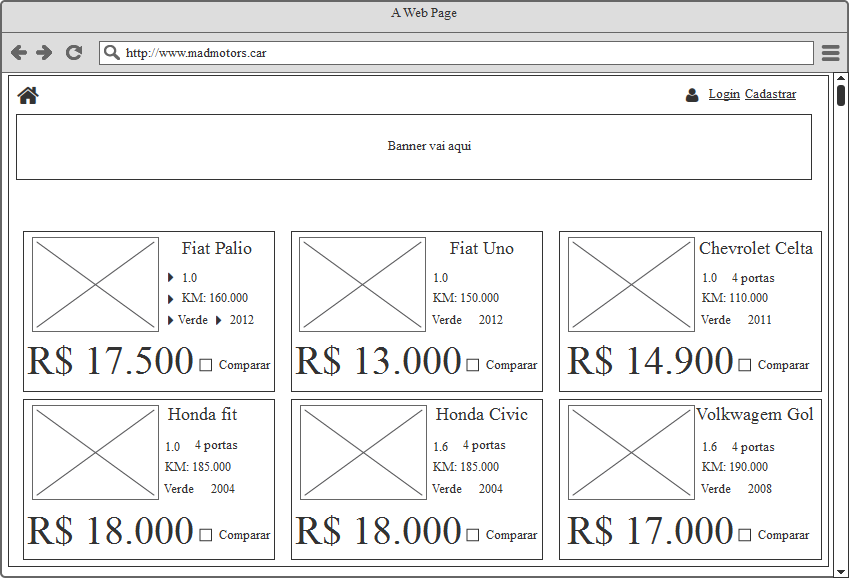 A Web Page
http://www.madmotors.car
Login Cadastrar
Banner vai aqui
Fiat Palio
1.0
KM: 160.000
Verde 2012
R$ 17.500 Comparar
Fiat Uno
1.0
KM: 150.000
Verde 2012
R$ 13.000 Comparar
Chevrolet Celta
1.0 4 portas
KM: 110.000
Verde 2011
R$ 14.900 Comparar
Honda fit
1.0 4 portas
KM: 185.000
Verde 2004
R$ 18.000 Comparar
Honda Civic
1.6 4 portas
KM: 185.000
Verde 2004
R$ 18.000 Comparar
Volkwagem Gol
1.6 4 portas
KM: 190.000
Verde 2008
R$ 17.000 Comparar